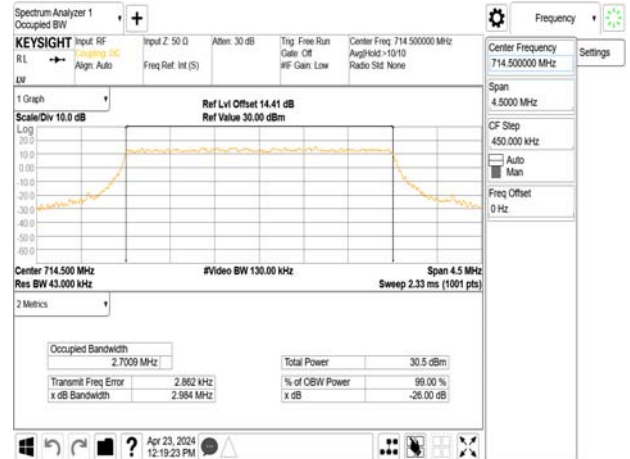 Spectrum Analyzer 1
Occupied BW
+
Frequency
KEYSIGHT
RL
Input: RF
Coupling: DC
Align: Auto
Input Z: 50 Ω
Freq Ref: Int (S)
Atten: 30 dB
Trig: Free Run
Gate: Off
#IF Gain: Low
Center Freq: 714.500000 MHz
Avg|Hold:>10/10
Radio Std: None
Center Frequency
714.500000 MHz
Settings
Span
4.5000 MHz
CF Step
450.000 kHz
Auto
Man
Freq Offset
0 Hz
1 Graph
Scale/Div 10.0 dB
Ref Lvl Offset 14.41 dB
Ref Value 30.00 dBm
Log
20.0
10.0
0.00
-10.0
-20.0
-30.0
-40.0
-50.0
-60.0
Center 714.500 MHz
#Video BW 130.00 kHz
Span 4.5 MHz
Res BW 43.000 kHz
Sweep 2.33 ms (1001 pts)
2 Metrics
Occupied Bandwidth
2.7009 MHz
Total Power 30.5 dBm
Transmit Freq Error 2.862 kHz
% of OBW Power 99.00 %
x dB Bandwidth 2.984 MHz
x dB -26.00 dB
?
Apr 23, 2024
12:19:23 PM